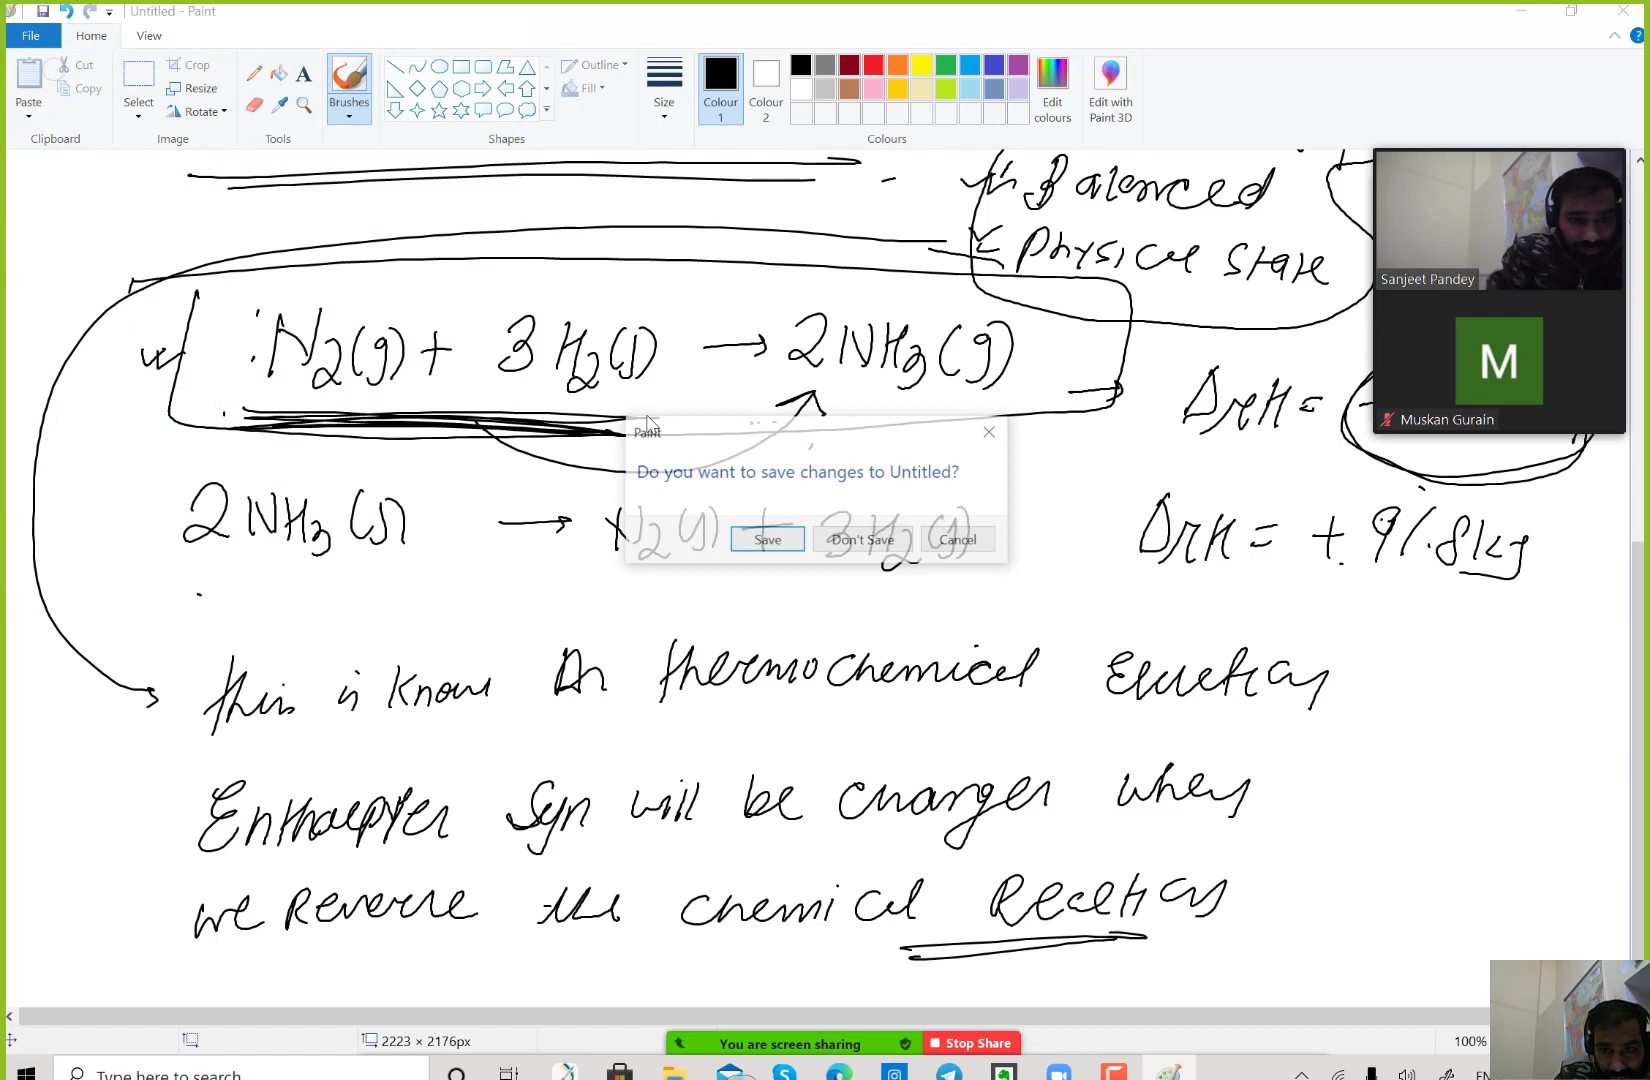 Untitled - Paint
File Home View
Paste Cut Copy Clipboard
Select Crop Resize Rotate Image
Tools
Brushes
Shapes Outline Fill
Size
Colour 1 Colour 2 Edit colours Edit with Paint 3D Colours
Balanced
Physical State
Sanjeet Pandey
N2(g) + 3H2(g) → 2NH3(g)
ΔrH =
M
Muskan Gurain
Paint
Do you want to save changes to Untitled?
Save Don't Save Cancel
2NH3(g) → N2(g) + 3H2(g) ΔrH = + 91.8kg
this is know As thermochemical Equation
Enthalpy Sign will be changes when
we Reverse the chemical Reaction
2223 × 2176px
You are screen sharing Stop Share
100%
Type here to search